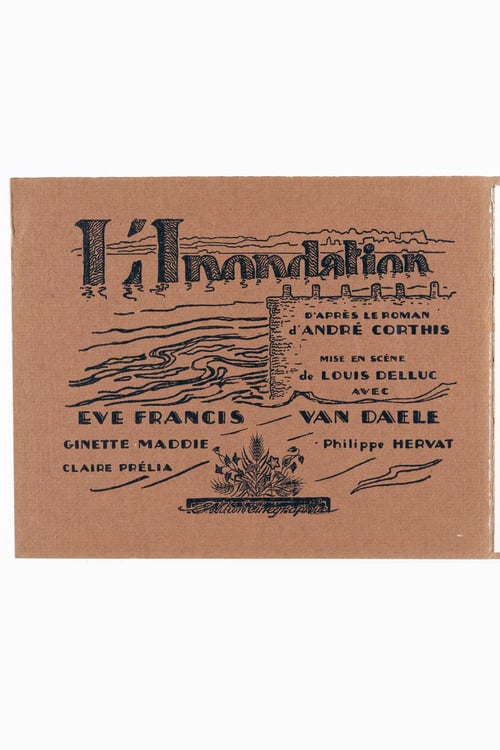 L'Inondation
D'APRÈS LE ROMAN
d'ANDRÉ CORTHIS
MISE EN SCÈNE
de LOUIS DELLUC
AVEC
EVE FRANCIS VAN DAELE
GINETTE MADDIE Philippe HERVAT
CLAIRE PRÉLIA